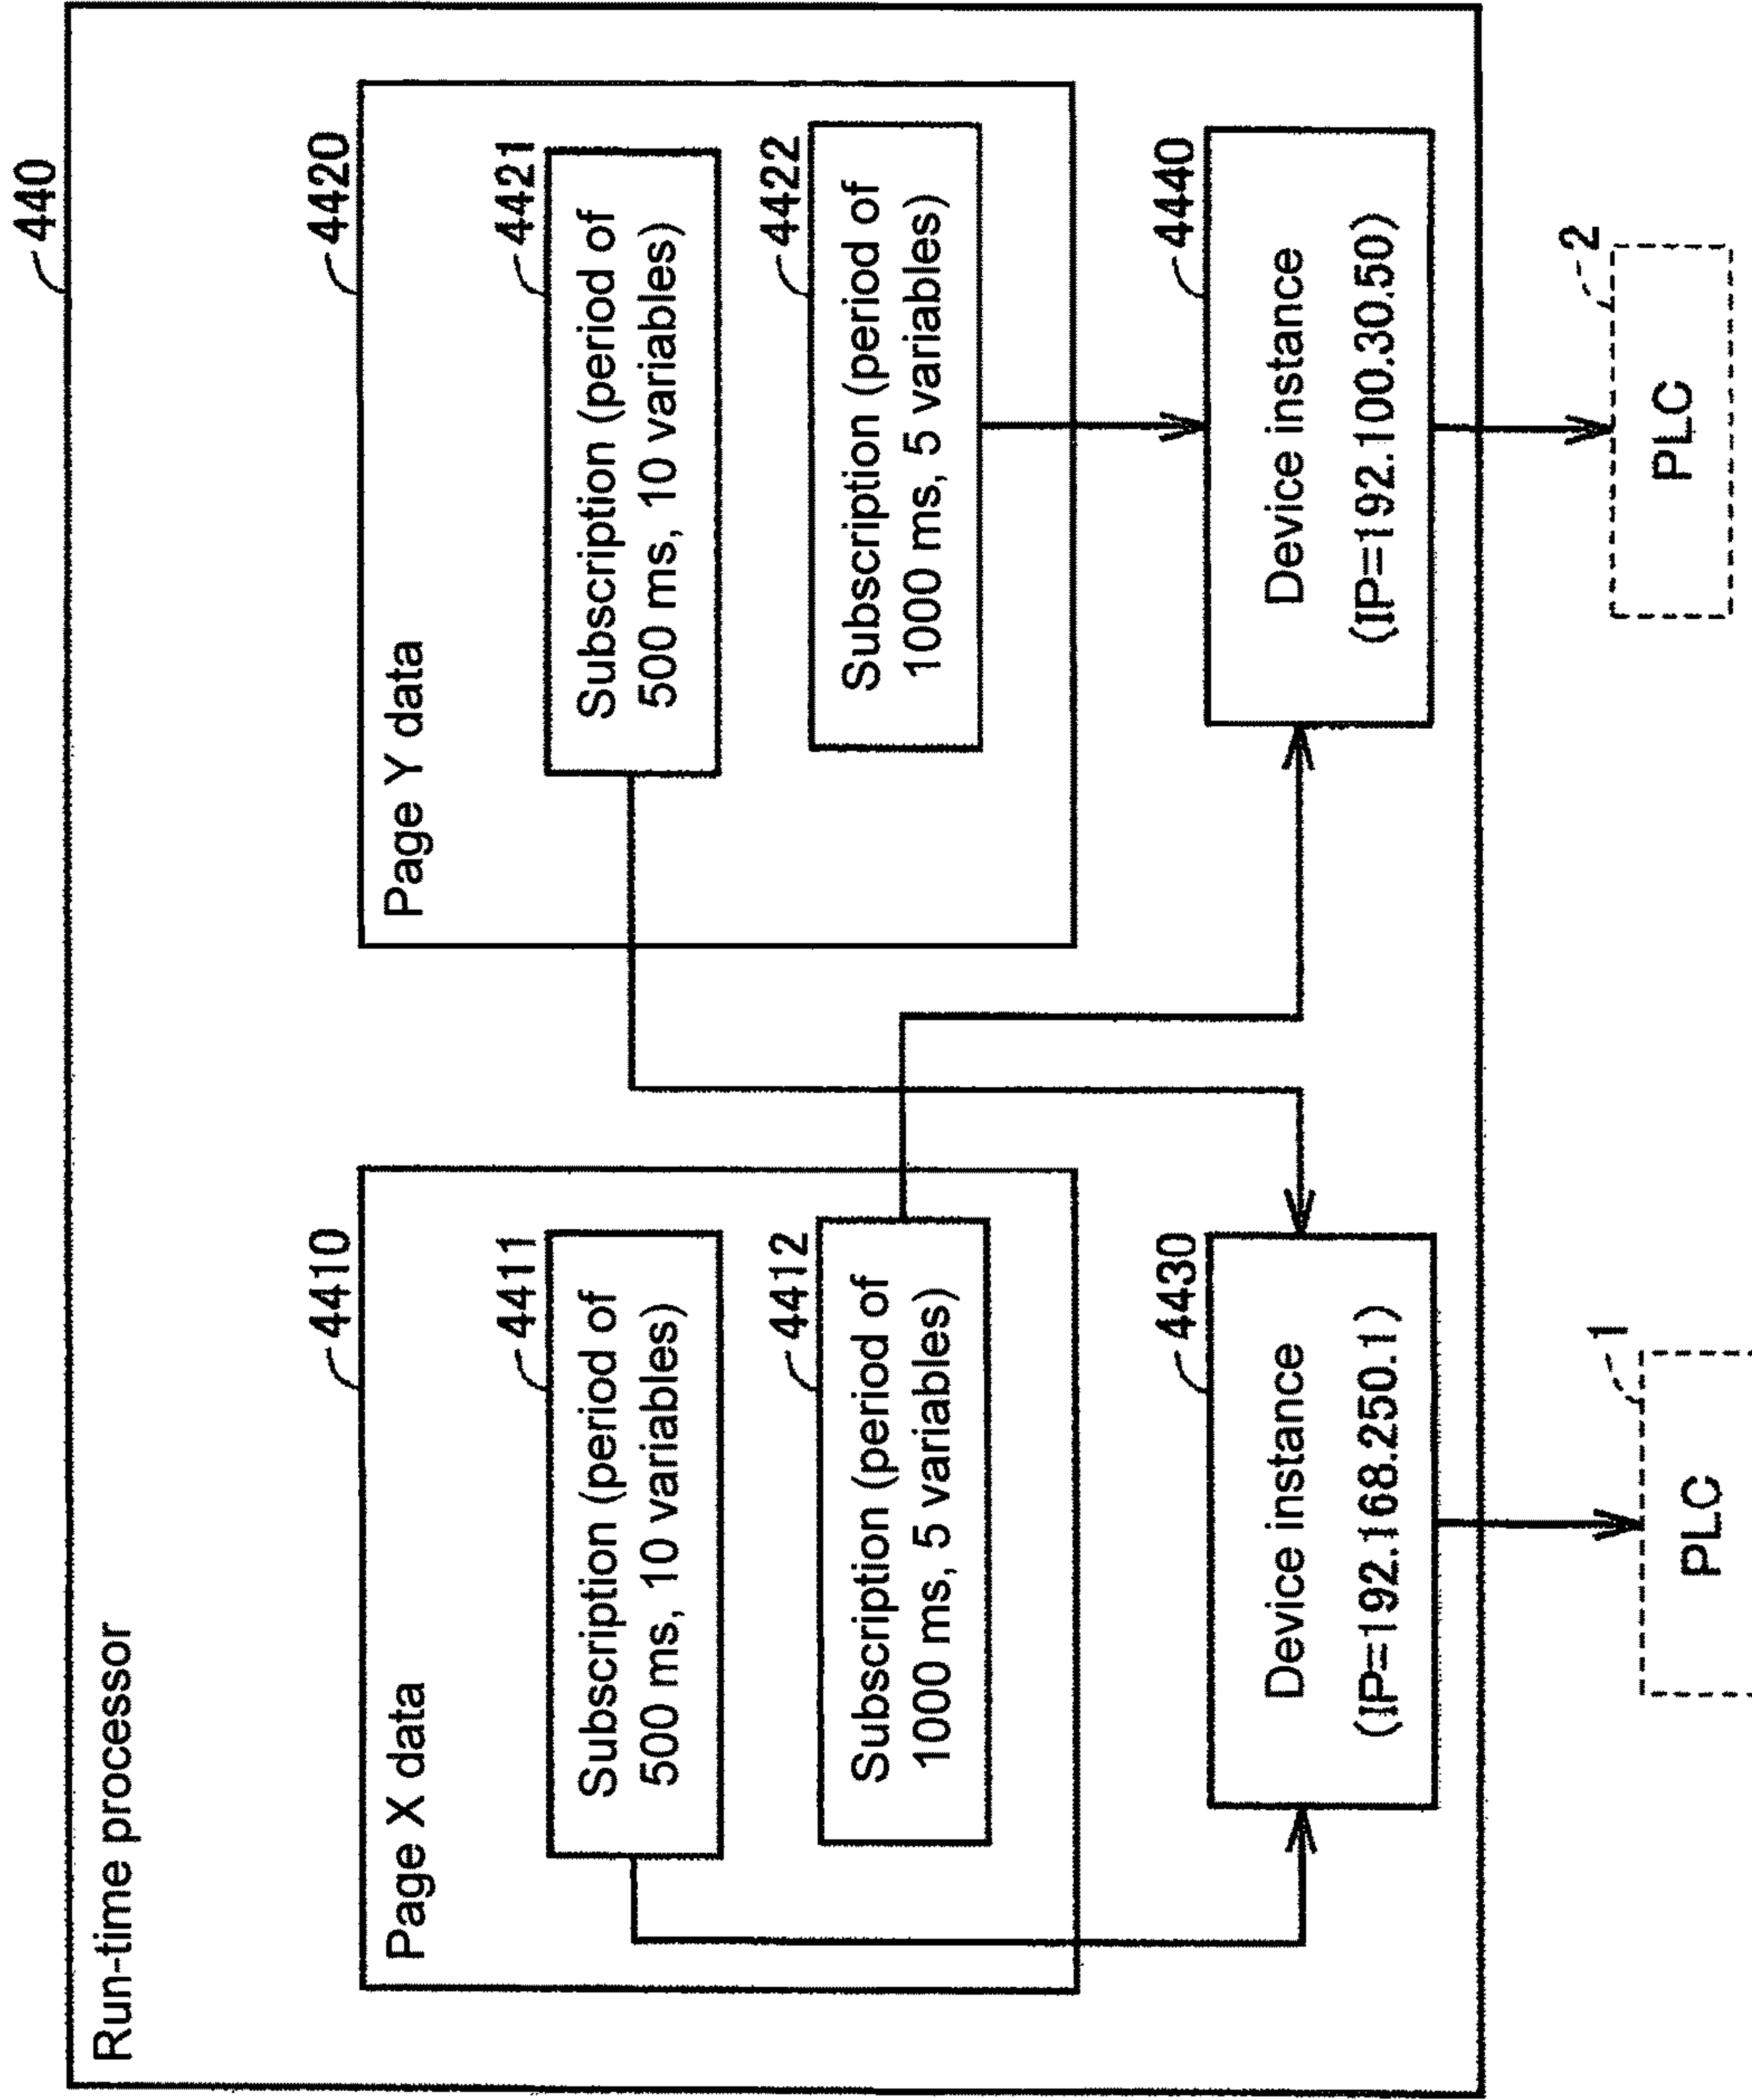 440
Run-time processor
4410
Page X data
4411
Subscription (period of
500 ms, 10 variables)
4412
Subscription (period of
1000 ms, 5 variables)
4420
Page Y data
4421
Subscription (period of
500 ms, 10 variables)
4422
Subscription (period of
1000 ms, 5 variables)
4430
Device instance
(IP=192.168.250.1)
4440
Device instance
(IP=192.100.30.50)
1
PLC
2
PLC